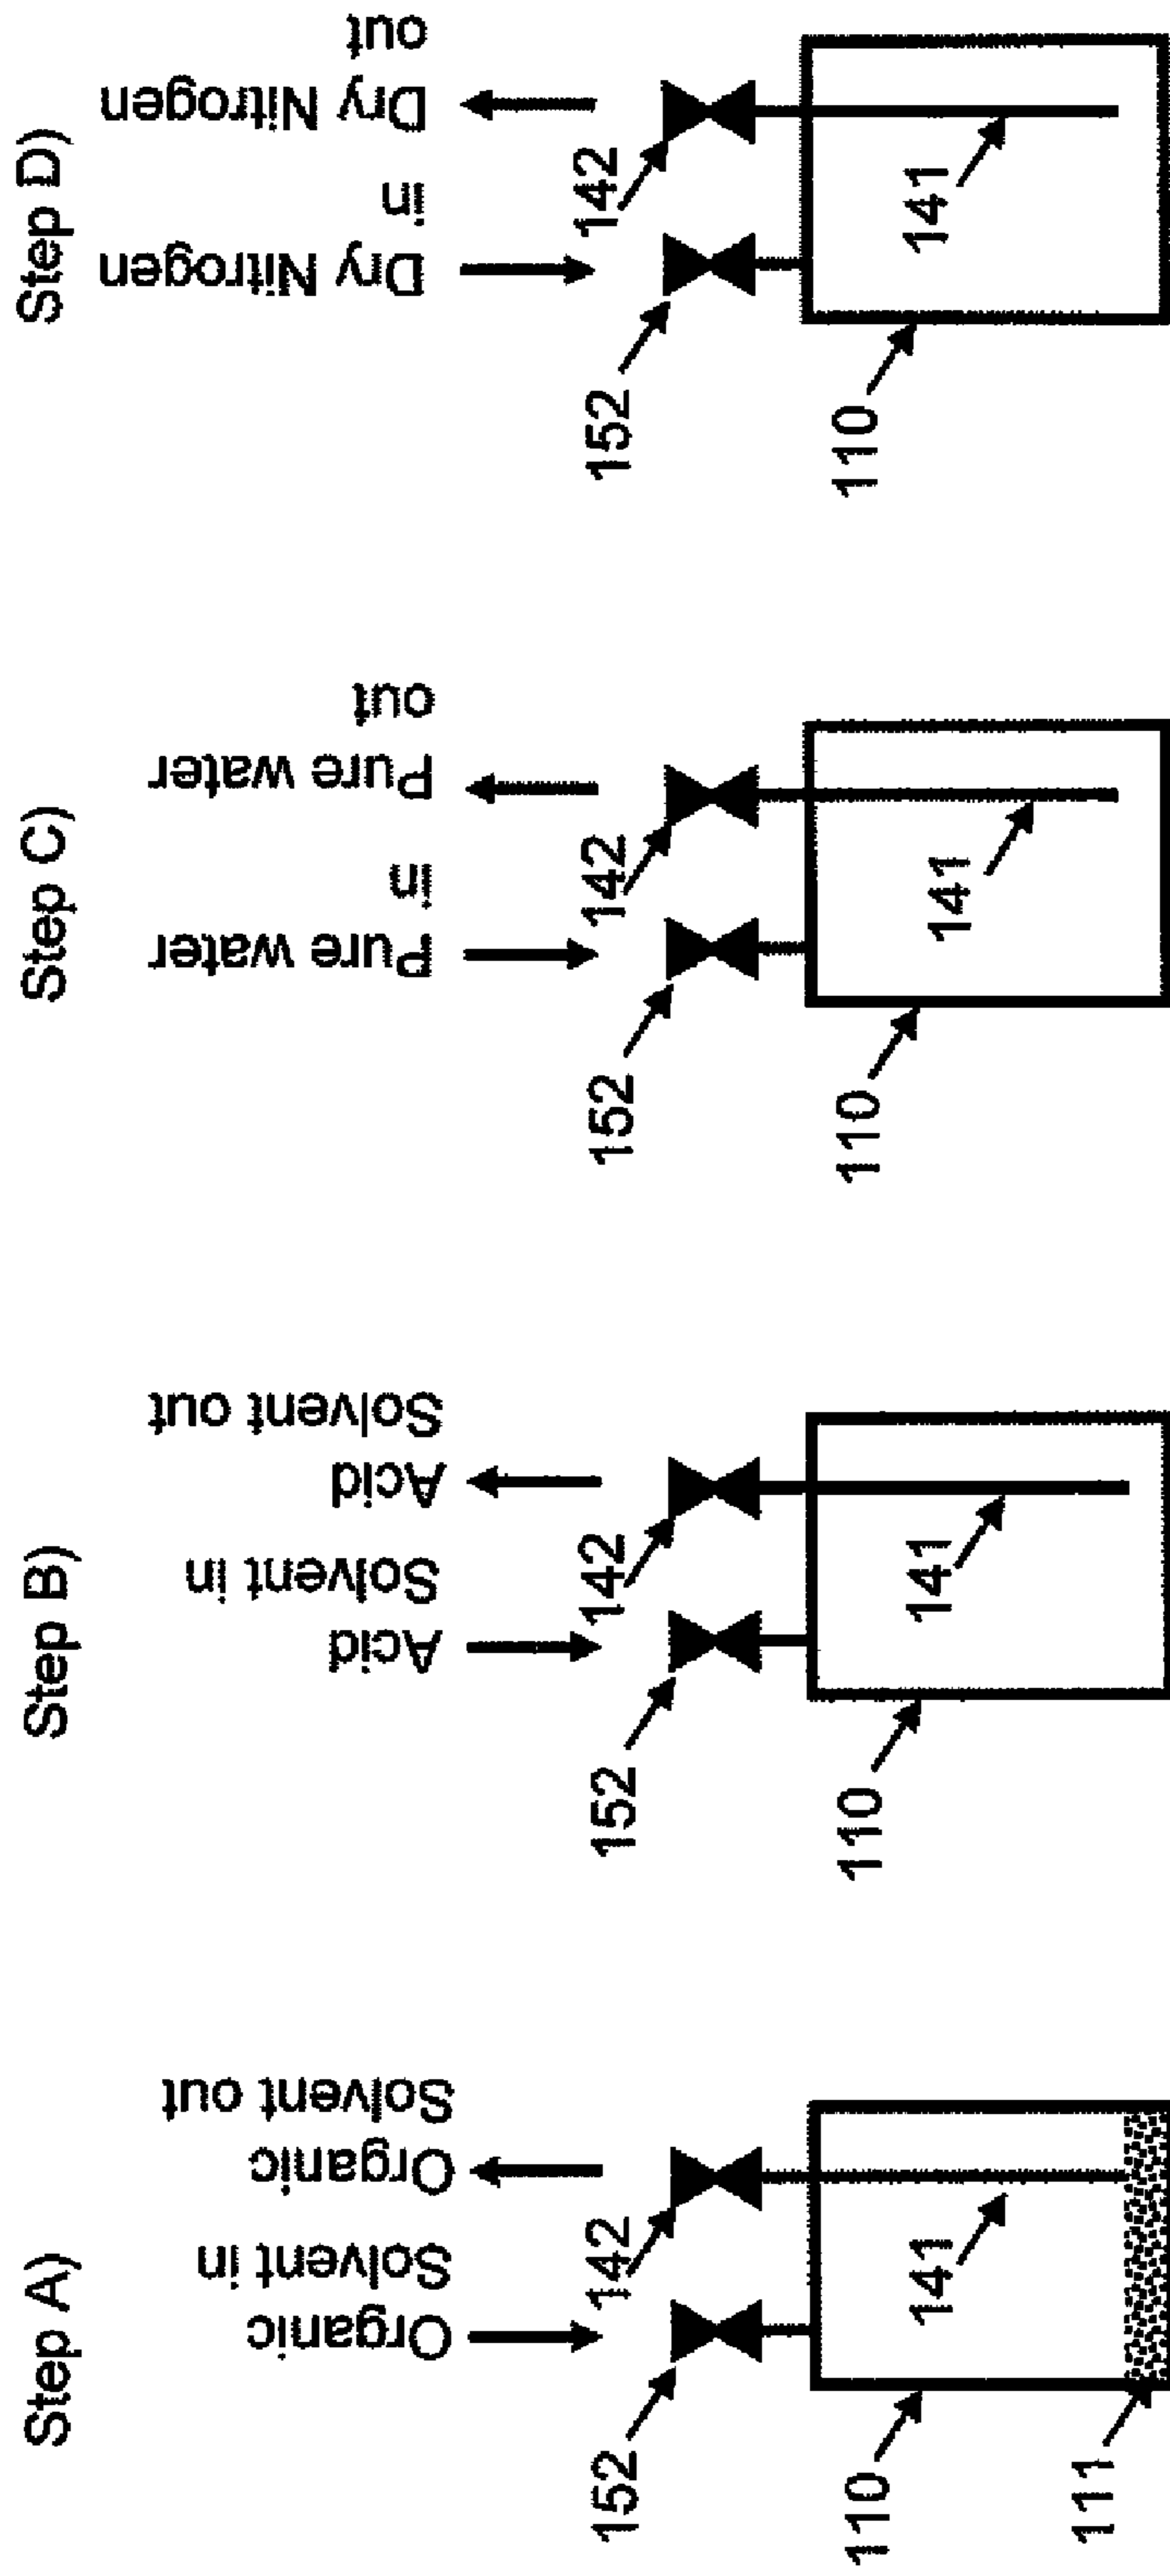 Step A)
Organic
Solvent in
Organic
Solvent out
152
142
110
141
111
Step B)
Acid
Solvent in
Acid
Solvent out
152
142
110
141
Step C)
Pure water
in
Pure water
out
152
142
110
141
Step D)
Dry Nitrogen
in
Dry Nitrogen
out
152
142
110
141